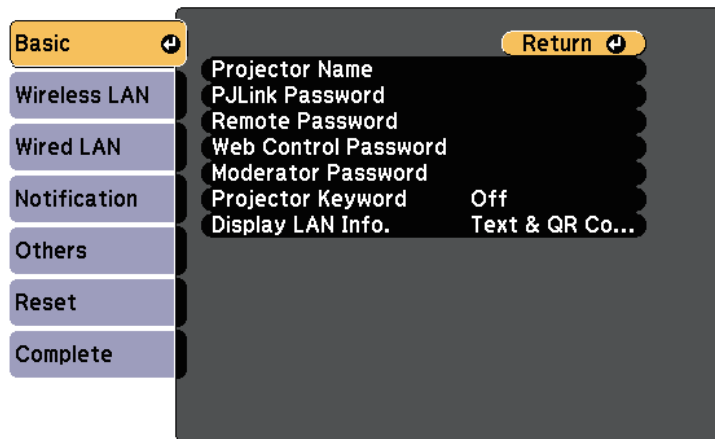 Basic
Return
Projector Name
PJLink Password
Wireless LAN
Remote Password
Wired LAN
Web Control Password
Moderator Password
Notification
Projector Keyword Off
Display LAN Info. Text & QR Co...
Others
Reset
Complete